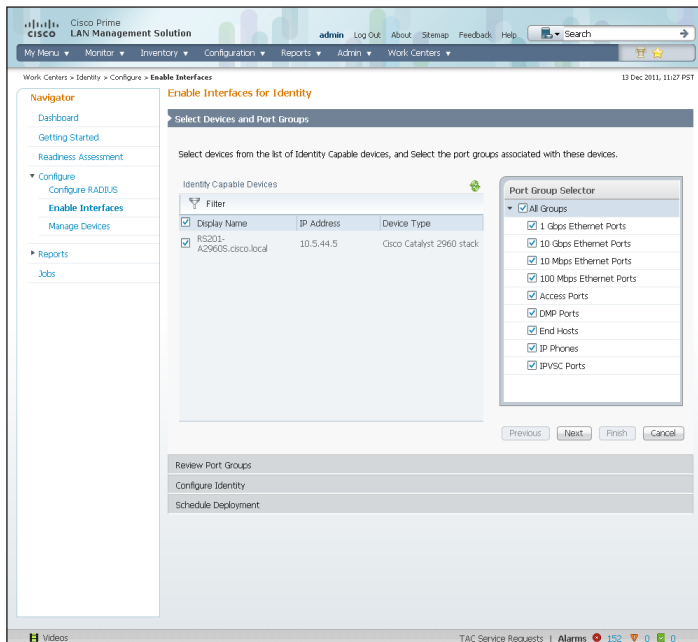 Cisco Prime
CISCO LAN Management Solution
admin Log Out About Sitemap Feedback Help Search
My Menu Monitor Inventory Configuration Reports Admin Work Centers
Work Centers > Identity > Configure > Enable Interfaces
13 Dec 2011, 11:27 PST
Navigator
Dashboard
Getting Started
Readiness Assessment
Configure
Configure RADIUS
Enable Interfaces
Manage Devices
Reports
Jobs
Enable Interfaces for Identity
Select Devices and Port Groups
Select devices from the list of Identity Capable devices, and Select the port groups associated with these devices.
Identity Capable Devices
Filter
Display Name IP Address Device Type
RS201-
A2960S.cisco.local 10.5.44.5 Cisco Catalyst 2960 stack
Port Group Selector
All Groups
1 Gbps Ethernet Ports
10 Gbps Ethernet Ports
10 Mbps Ethernet Ports
100 Mbps Ethernet Ports
Access Ports
DMP Ports
End Hosts
IP Phones
IPVSC Ports
Previous Next Finish Cancel
Review Port Groups
Configure Identity
Schedule Deployment
Videos
TAC Service Requests | Alarms 152 0 0